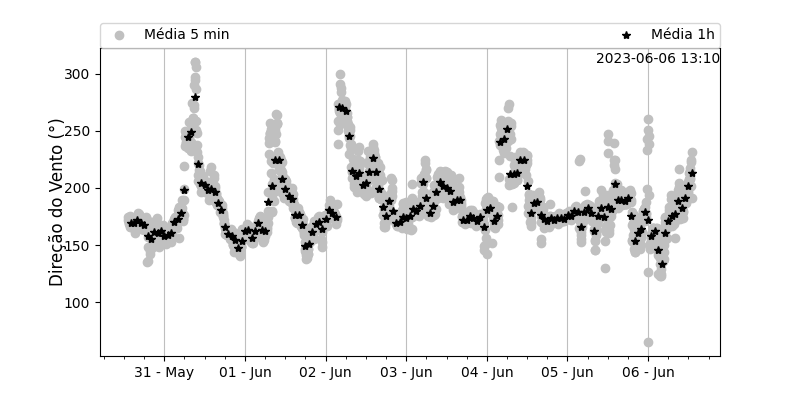 Média 5 min
Média 1h
2023-06-06 13:10
Direção do Vento (°)
300
250
200
150
100
31 - May
01 - Jun
02 - Jun
03 - Jun
04 - Jun
05 - Jun
06 - Jun